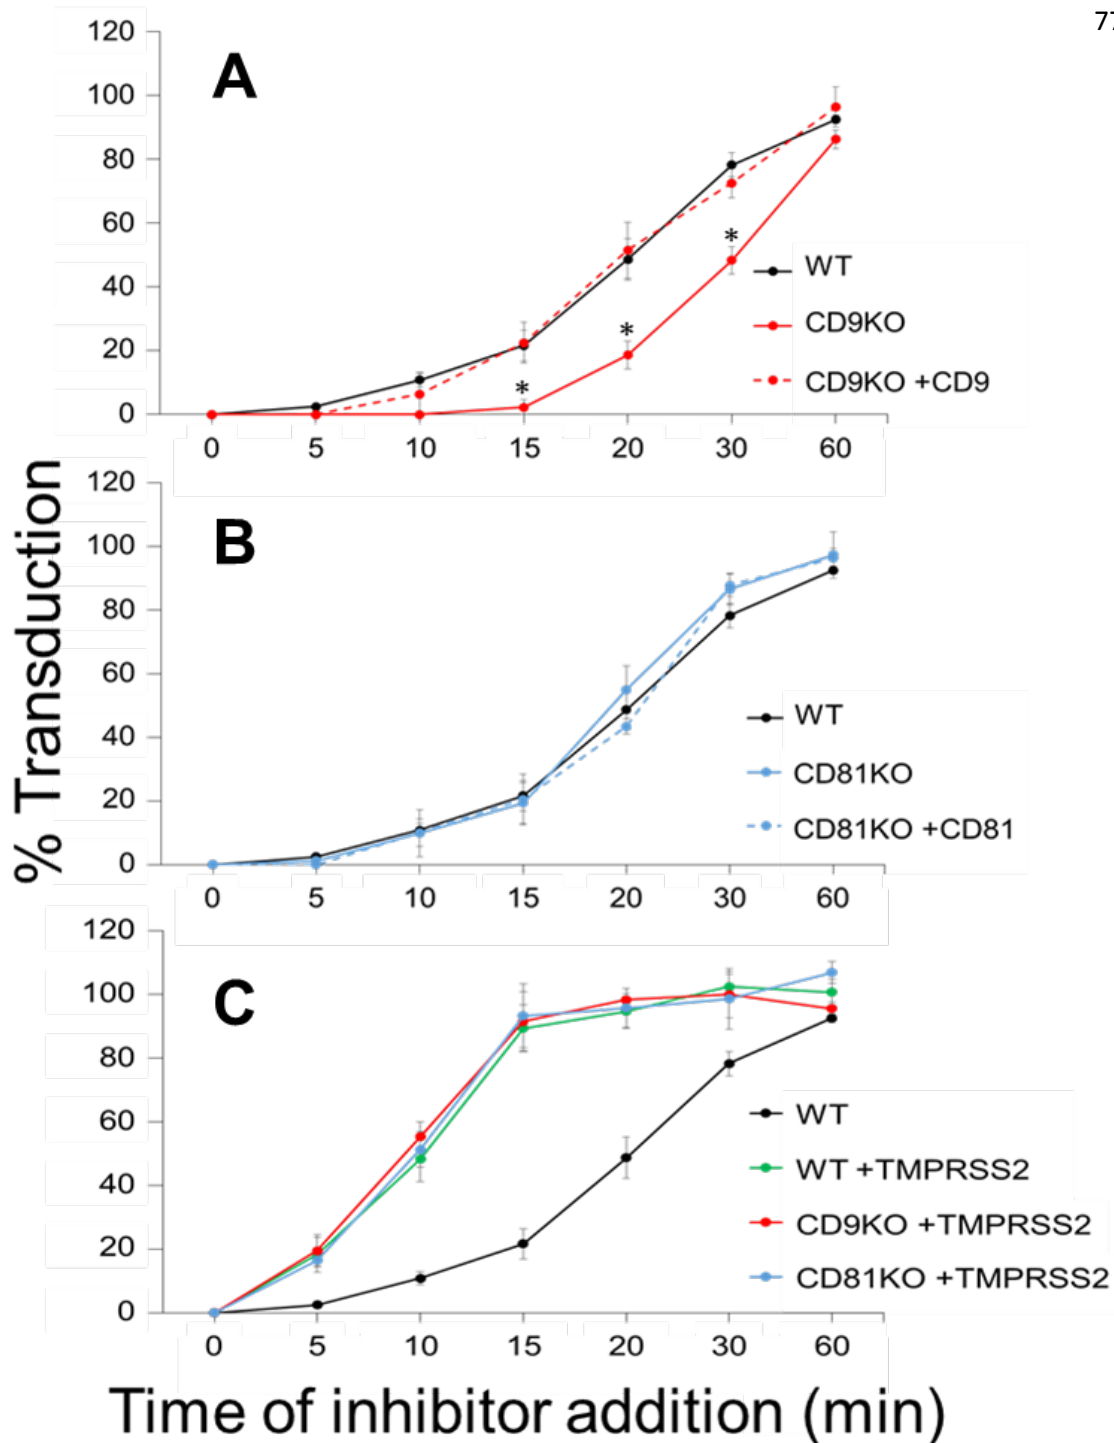 77
120
100
80
60
40
20
0
A
*
*
*
WT
CD9KO
CD9KO +CD9
0 5 10 15 20 30 60
% Transduction
120
100
80
60
40
20
0
B
WT
CD81KO
CD81KO +CD81
0 5 10 15 20 30 60
120
100
80
60
40
20
0
C
WT
WT +TMPRSS2
CD9KO +TMPRSS2
CD81KO +TMPRSS2
0 5 10 15 20 30 60
Time of inhibitor addition (min)